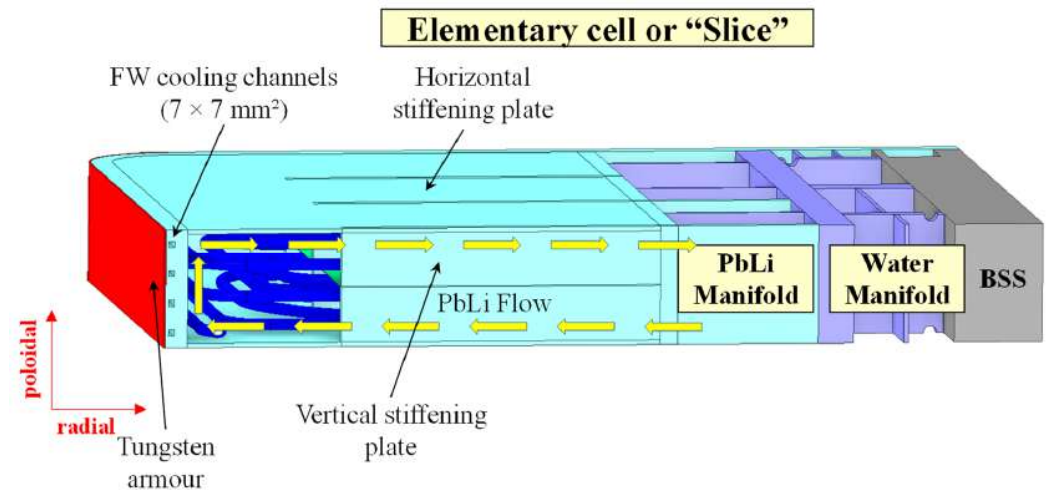 Elementary cell or “Slice”
FW cooling channels
(7 × 7 mm²)
Horizontal
stiffening plate
PbLi
Manifold
Water
Manifold
BSS
PbLi Flow
poloidal
radial
Tungsten
armour
Vertical stiffening
plate